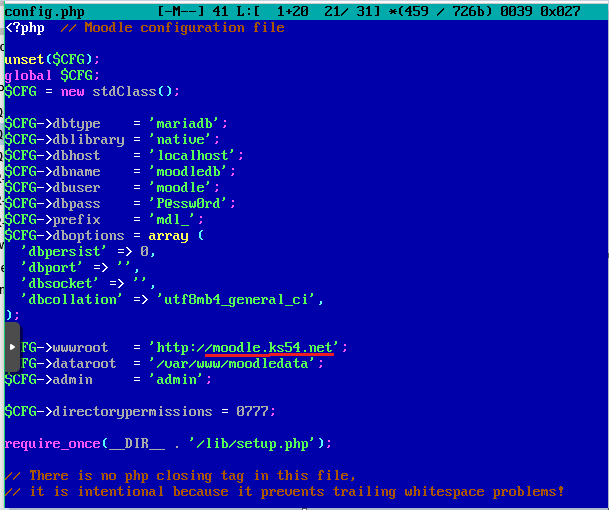 config.php [-M--] 41 L:[ 1+20 21/ 31] *(459 / 726b) 0039 0x027
<?php // Moodle configuration file
unset($CFG);
global $CFG;
$CFG = new stdClass();
$CFG->dbtype = 'mariadb';
$CFG->dblibrary = 'native';
$CFG->dbhost = 'localhost';
$CFG->dbname = 'moodledb';
$CFG->dbuser = 'moodle';
$CFG->dbpass = 'P@ssw0rd';
$CFG->prefix = 'mdl_';
$CFG->dboptions = array (
'dbpersist' => 0,
'dbport' => '',
'dbsocket' => '',
'dbcollation' => 'utf8mb4_general_ci',
);
FG->wwwroot = 'http://moodle.ks54.net';
FG->dataroot = '/var/www/moodledata';
$CFG->admin = 'admin';
$CFG->directorypermissions = 0777;
require_once(__DIR__ . '/lib/setup.php');
// There is no php closing tag in this file,
// it is intentional because it prevents trailing whitespace problems!